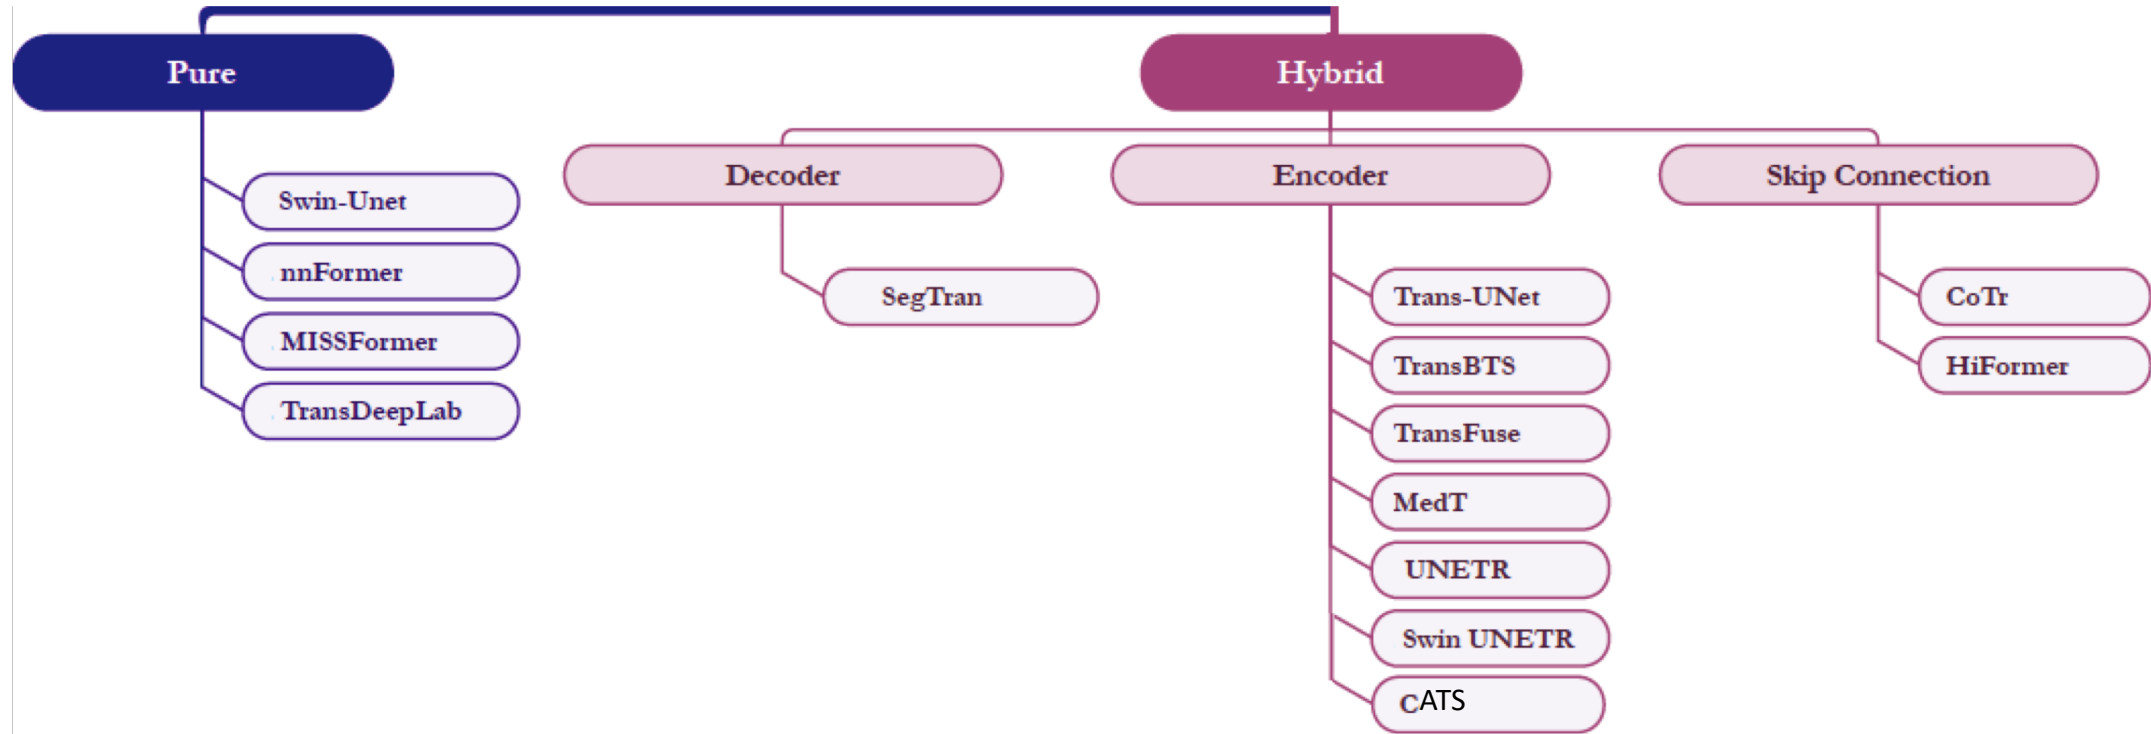 Pure
Hybrid
Decoder
Encoder
Skip Connection
Swin-Unet
nnFormer
MISSFormer
TransDeepLab
SegTran
Trans-UNet
TransBTS
TransFuse
MedT
UNETR
Swin UNETR
CATS
CoTr
HiFormer